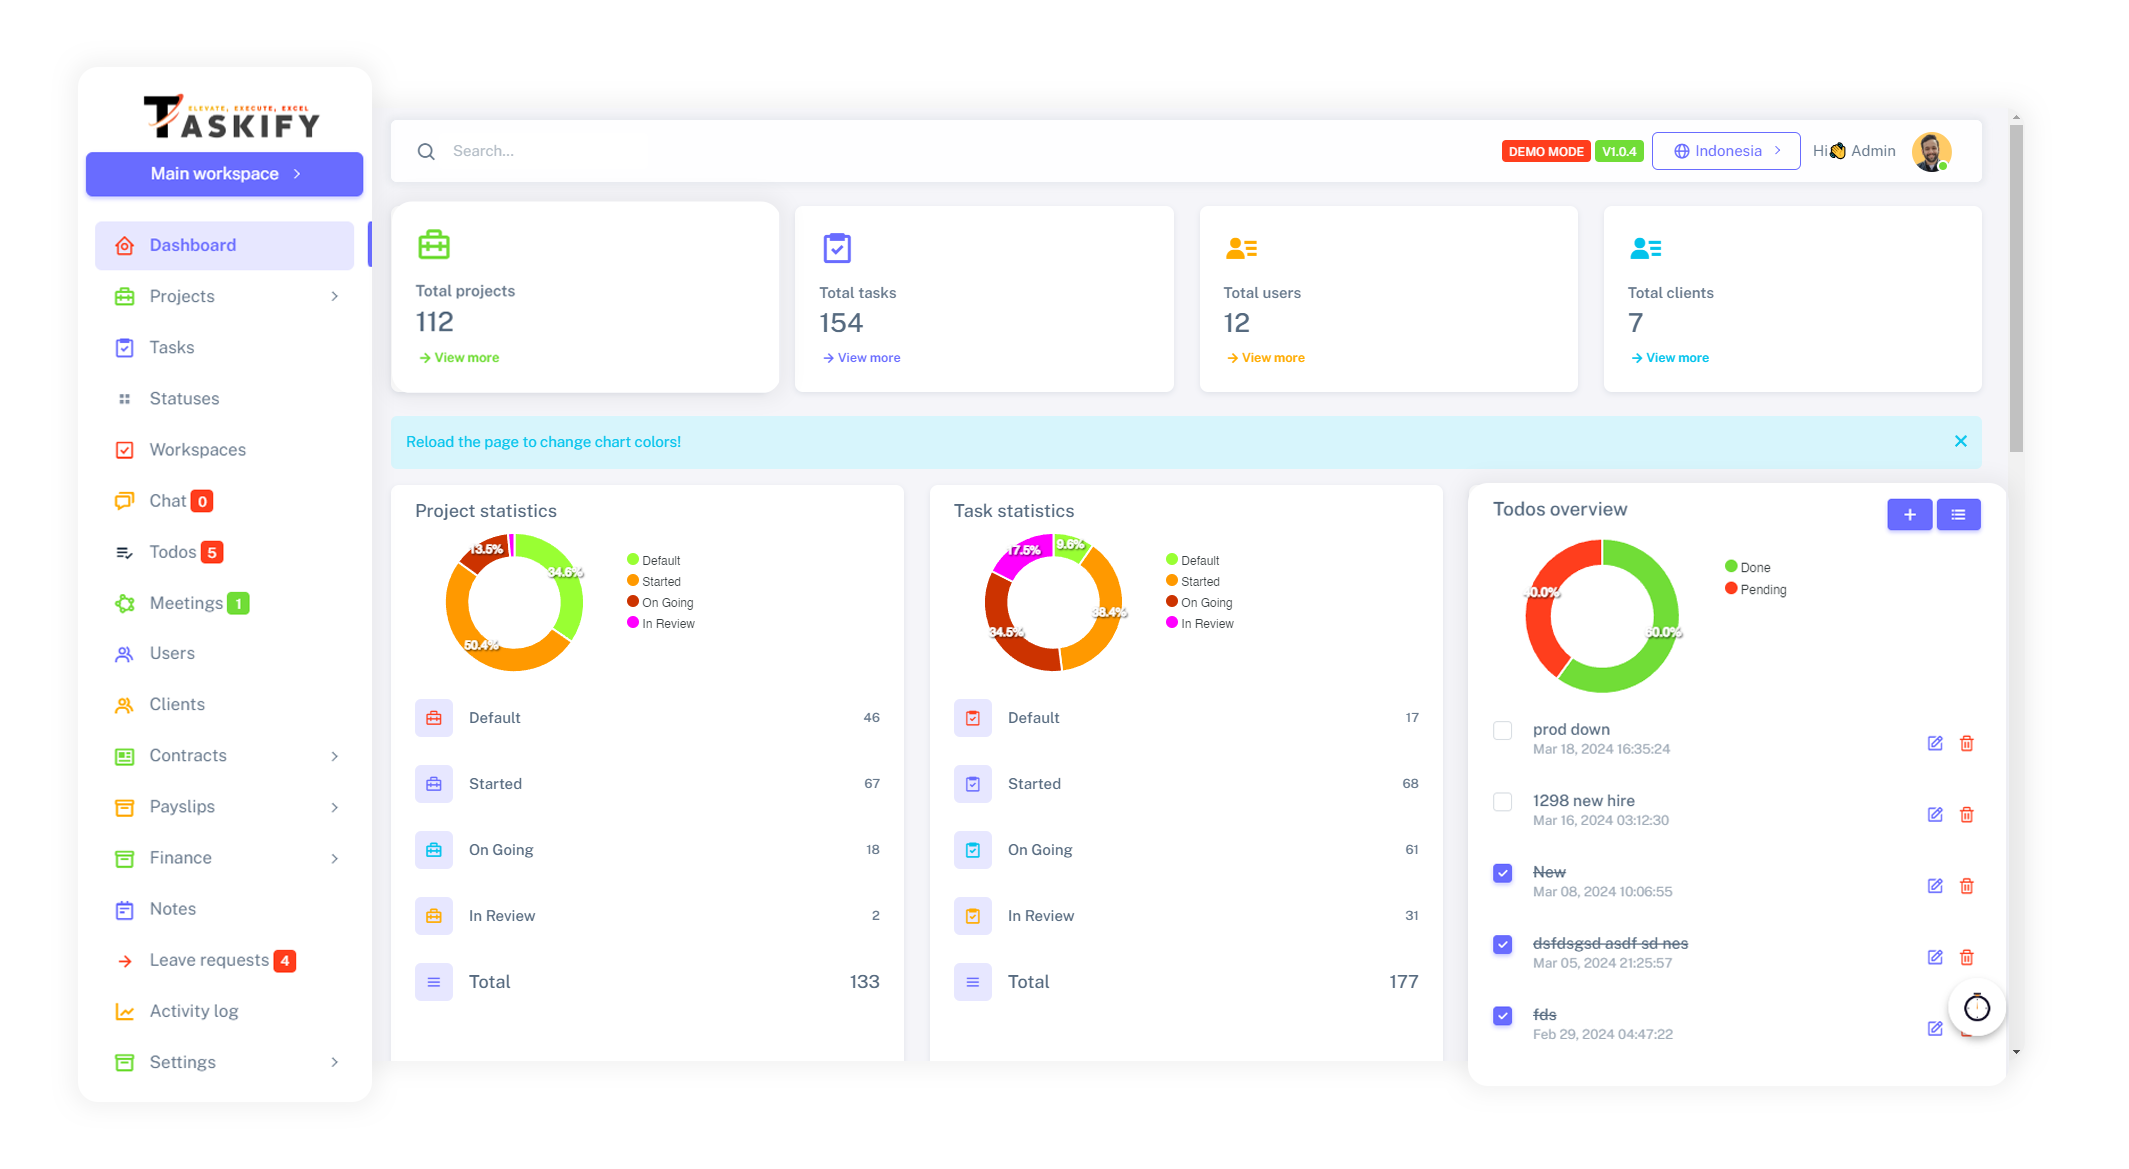 ELEVATE, EXECUTE, EXCEL
TASKIFY
Main workspace
Dashboard
Projects
Tasks
Statuses
Workspaces
Chat 0
Todos 5
Meetings 1
Users
Clients
Contracts
Payslips
Finance
Notes
Leave requests 4
Activity log
Settings
Search...
DEMO MODE V1.0.4 Indonesia Hi👏 Admin
Total projects
112
View more
Total tasks
154
View more
Total users
12
View more
Total clients
7
View more
Reload the page to change chart colors!
Project statistics
13.5%
34.6%
50.4%
Default
Started
On Going
In Review
Default 46
Started 67
On Going 18
In Review 2
Total 133
Task statistics
17.5% 9.6%
38.4%
34.5%
Default
Started
On Going
In Review
Default 17
Started 68
On Going 61
In Review 31
Total 177
Todos overview
40.0%
60.0%
Done
Pending
prod down
Mar 18, 2024 16:35:24
1298 new hire
Mar 16, 2024 03:12:30
New
Mar 08, 2024 10:06:55
dsfdsgsd asdf sd nes
Mar 05, 2024 21:25:57
fds
Feb 29, 2024 04:47:22